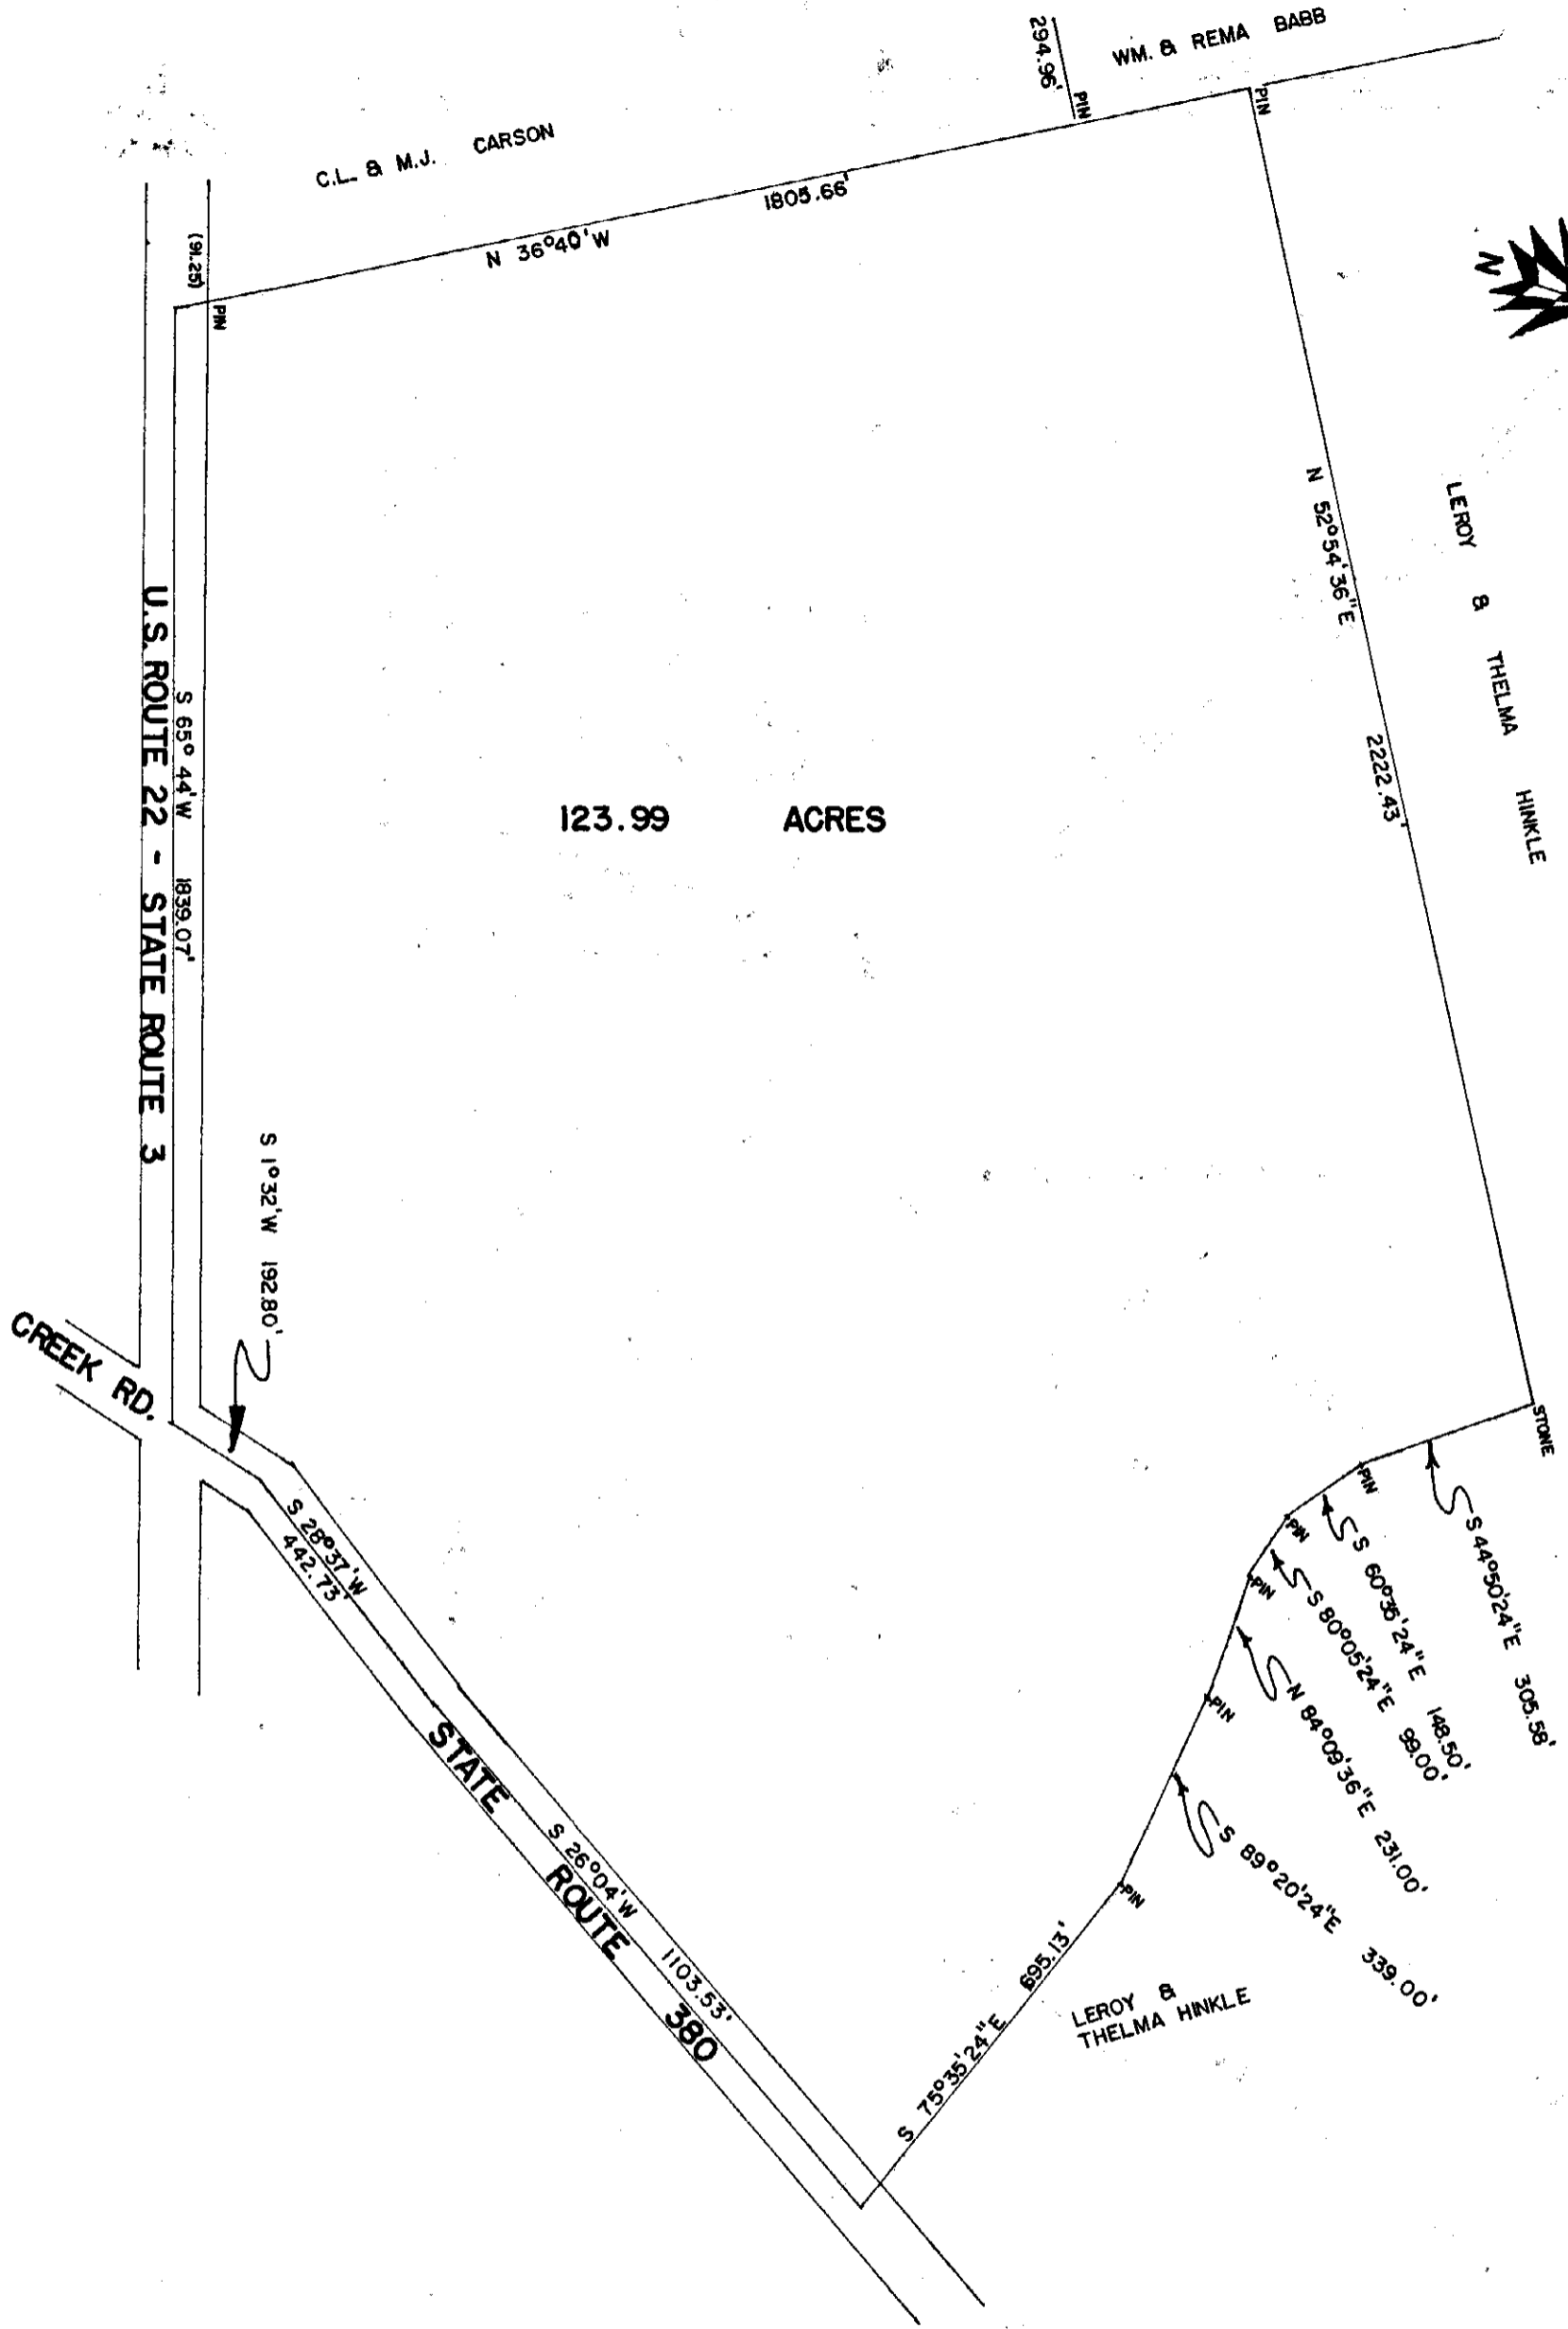 WM. & REMA BABB
294.96'
PIN
PIN
C.L. & M.J. CARSON
1805.66'
N 36°40'W
(91.25)
PIN
N
N 52°54'36"E
2222.43'
LEROY & THELMA HINKLE
123.99 ACRES
S 65° 44'W 1839.07'
U.S. ROUTE 22 - STATE ROUTE 3
S 1°32'W 192.80'
CREEK RD.
STONE
PIN
PIN
PIN
PIN
PIN
S 44°50'24"E 305.58'
S 60°36'24"E 148.50'
S 80°05'24"E 99.00'
N 84°09'36"E 231.00'
S 89°20'24"E 339.00'
S 28°37'W
442.73'
STATE ROUTE 380
S 26°04'W 1103.53'
S 75°35'24"E 695.13'
LEROY &
THELMA HINKLE